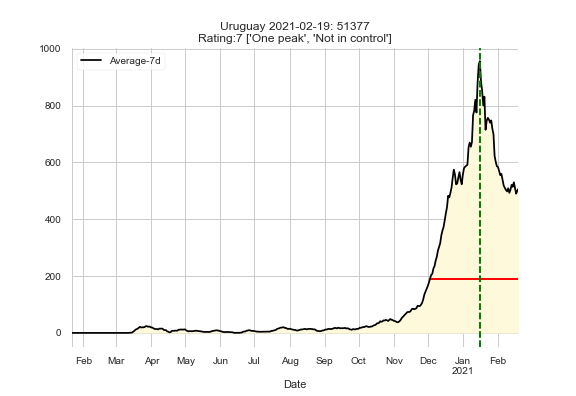 Uruguay 2021-02-19: 51377
Rating:7 ['One peak', 'Not in control']
1000
Average-7d
800
600
400
200
0
Feb Mar Apr May Jun Jul Aug Sep Oct Nov Dec Jan Feb
2021
Date